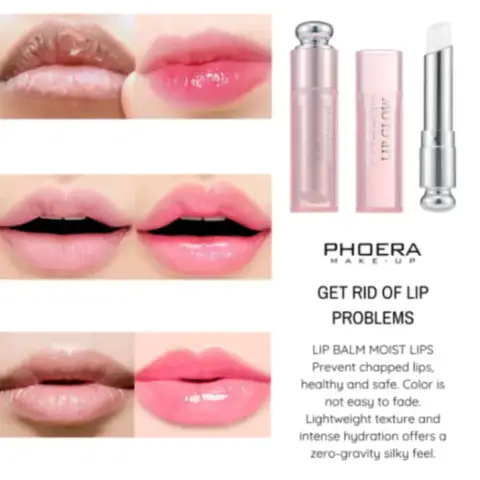 LIP GLOW
PHOERA
MAKE-UP
GET RID OF LIP
PROBLEMS
LIP BALM MOIST LIPS
Prevent chapped lips,
healthy and safe. Color is
not easy to fade.
Lightweight texture and
intense hydration offers a
zero-gravity silky feel.